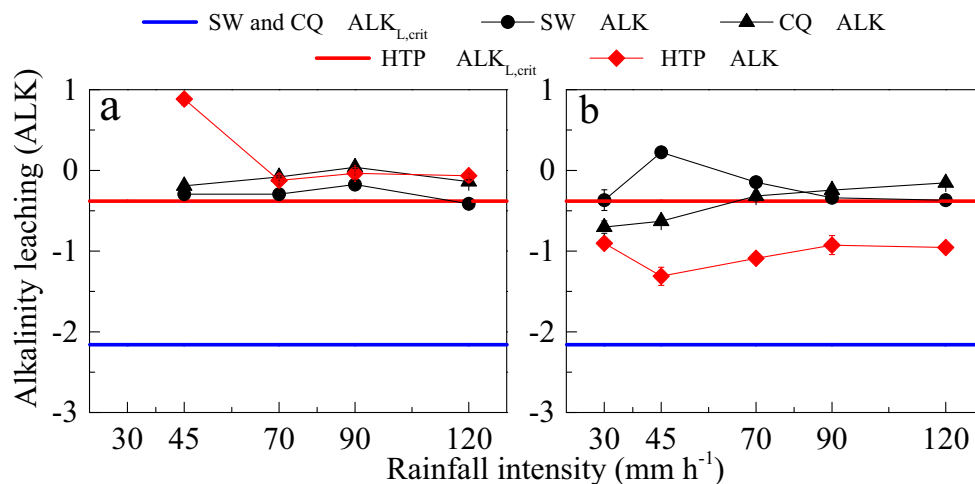 SW and CQ ALK_L,crit SW ALK CQ ALK
HTP ALK_L,crit HTP ALK
Alkalinity leaching (ALK)
a
1
0
-1
-2
-3
30 45 70 90 120
b
1
0
-1
-2
-3
30 45 70 90 120
Rainfall intensity (mm h⁻¹)